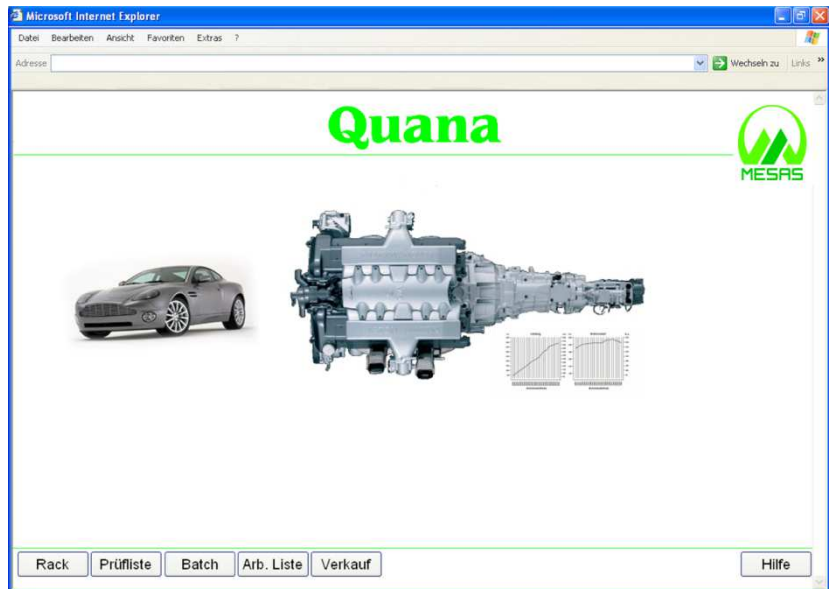 Microsoft Internet Explorer
Datei Bearbeiten Ansicht Favoriten Extras ?
Adresse Wechseln zu Links »
Quana
MESAS
Rack Prüfliste Batch Arb. Liste Verkauf Hilfe